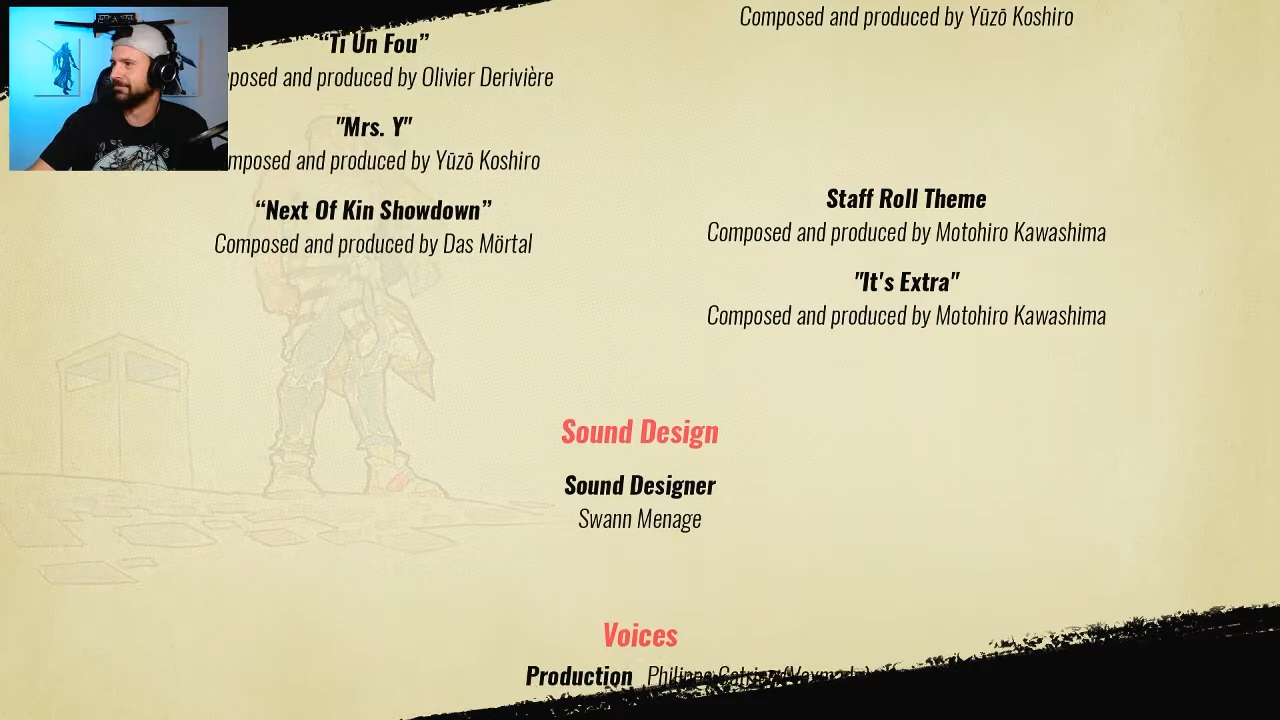 Composed and produced by Yūzō Koshiro
“Ti Un Fou”
posed and produced by Olivier Derivière
"Mrs. Y"
mposed and produced by Yūzō Koshiro
“Next Of Kin Showdown”
Composed and produced by Das Mörtal
Staff Roll Theme
Composed and produced by Motohiro Kawashima
"It's Extra"
Composed and produced by Motohiro Kawashima
Sound Design
Sound Designer
Swann Menage
Voices
Production